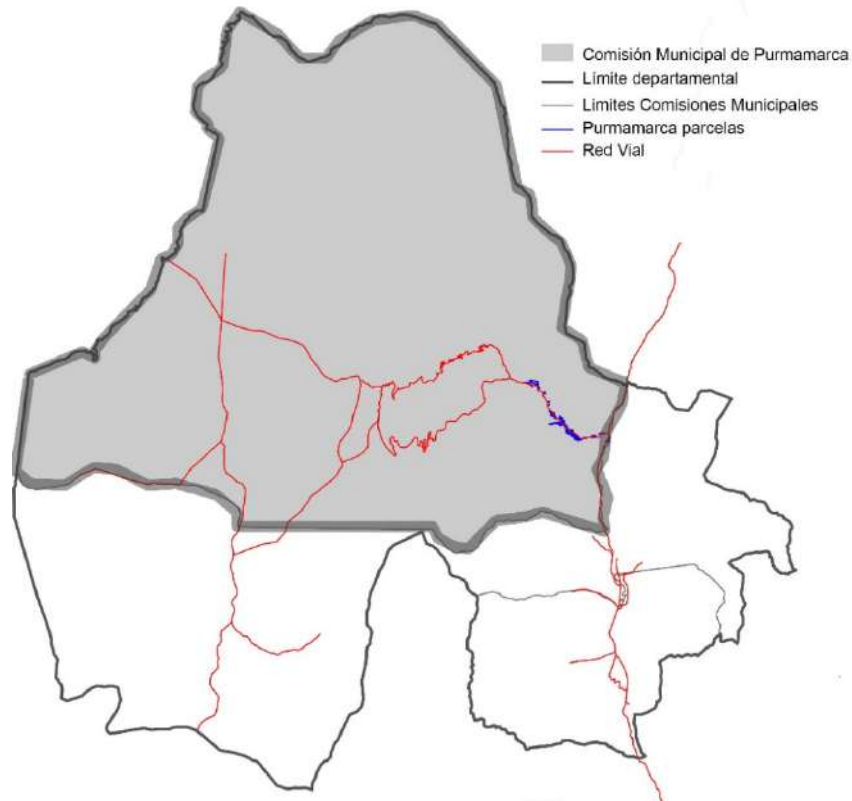 Comisión Municipal de Purmamarca
Límite departamental
Limites Comisiones Municipales
Purmamarca parcelas
Red Vial